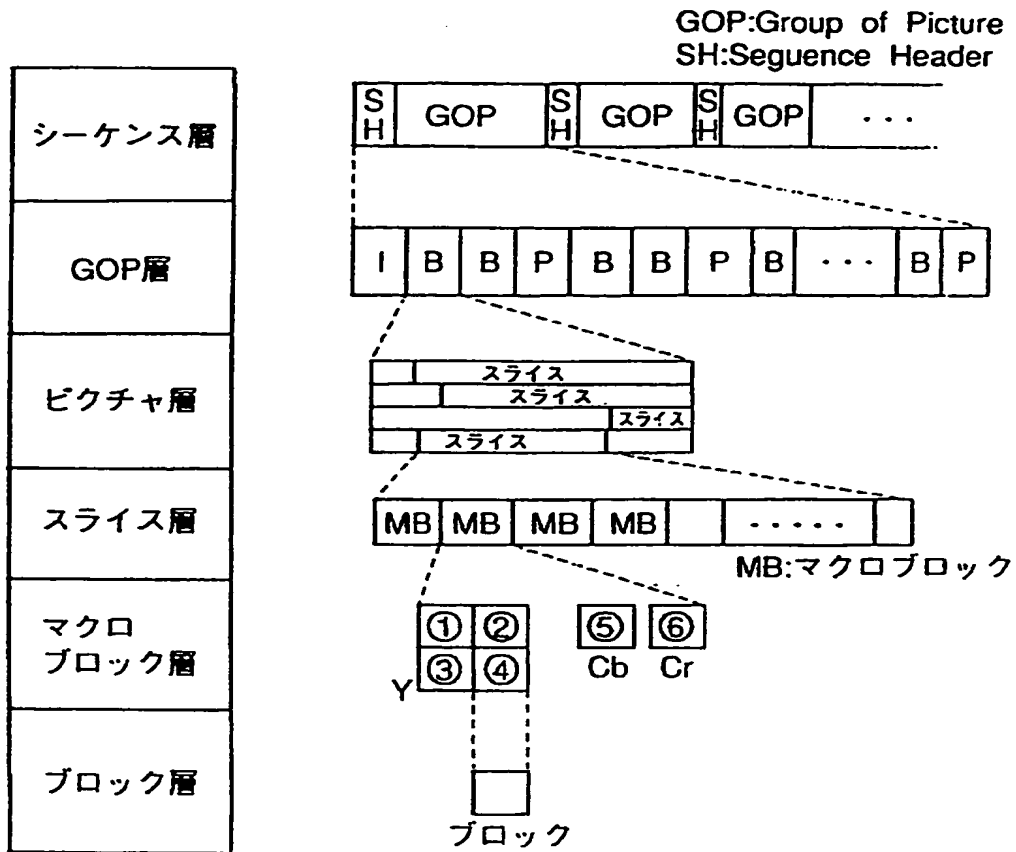 GOP:Group of Picture
SH:Seguence Header
シーケンス層
SH GOP SH GOP SH GOP ・・・
GOP層
I B B P B B P B ・・・ B P
ピクチャ層
スライス
スライス
スライス
スライス
スライス層
MB MB MB MB ・・・・・
MB:マクロブロック
マクロ
ブロック層
① ② ⑤ ⑥
③ ④ Cb Cr
Y
ブロック層
ブロック